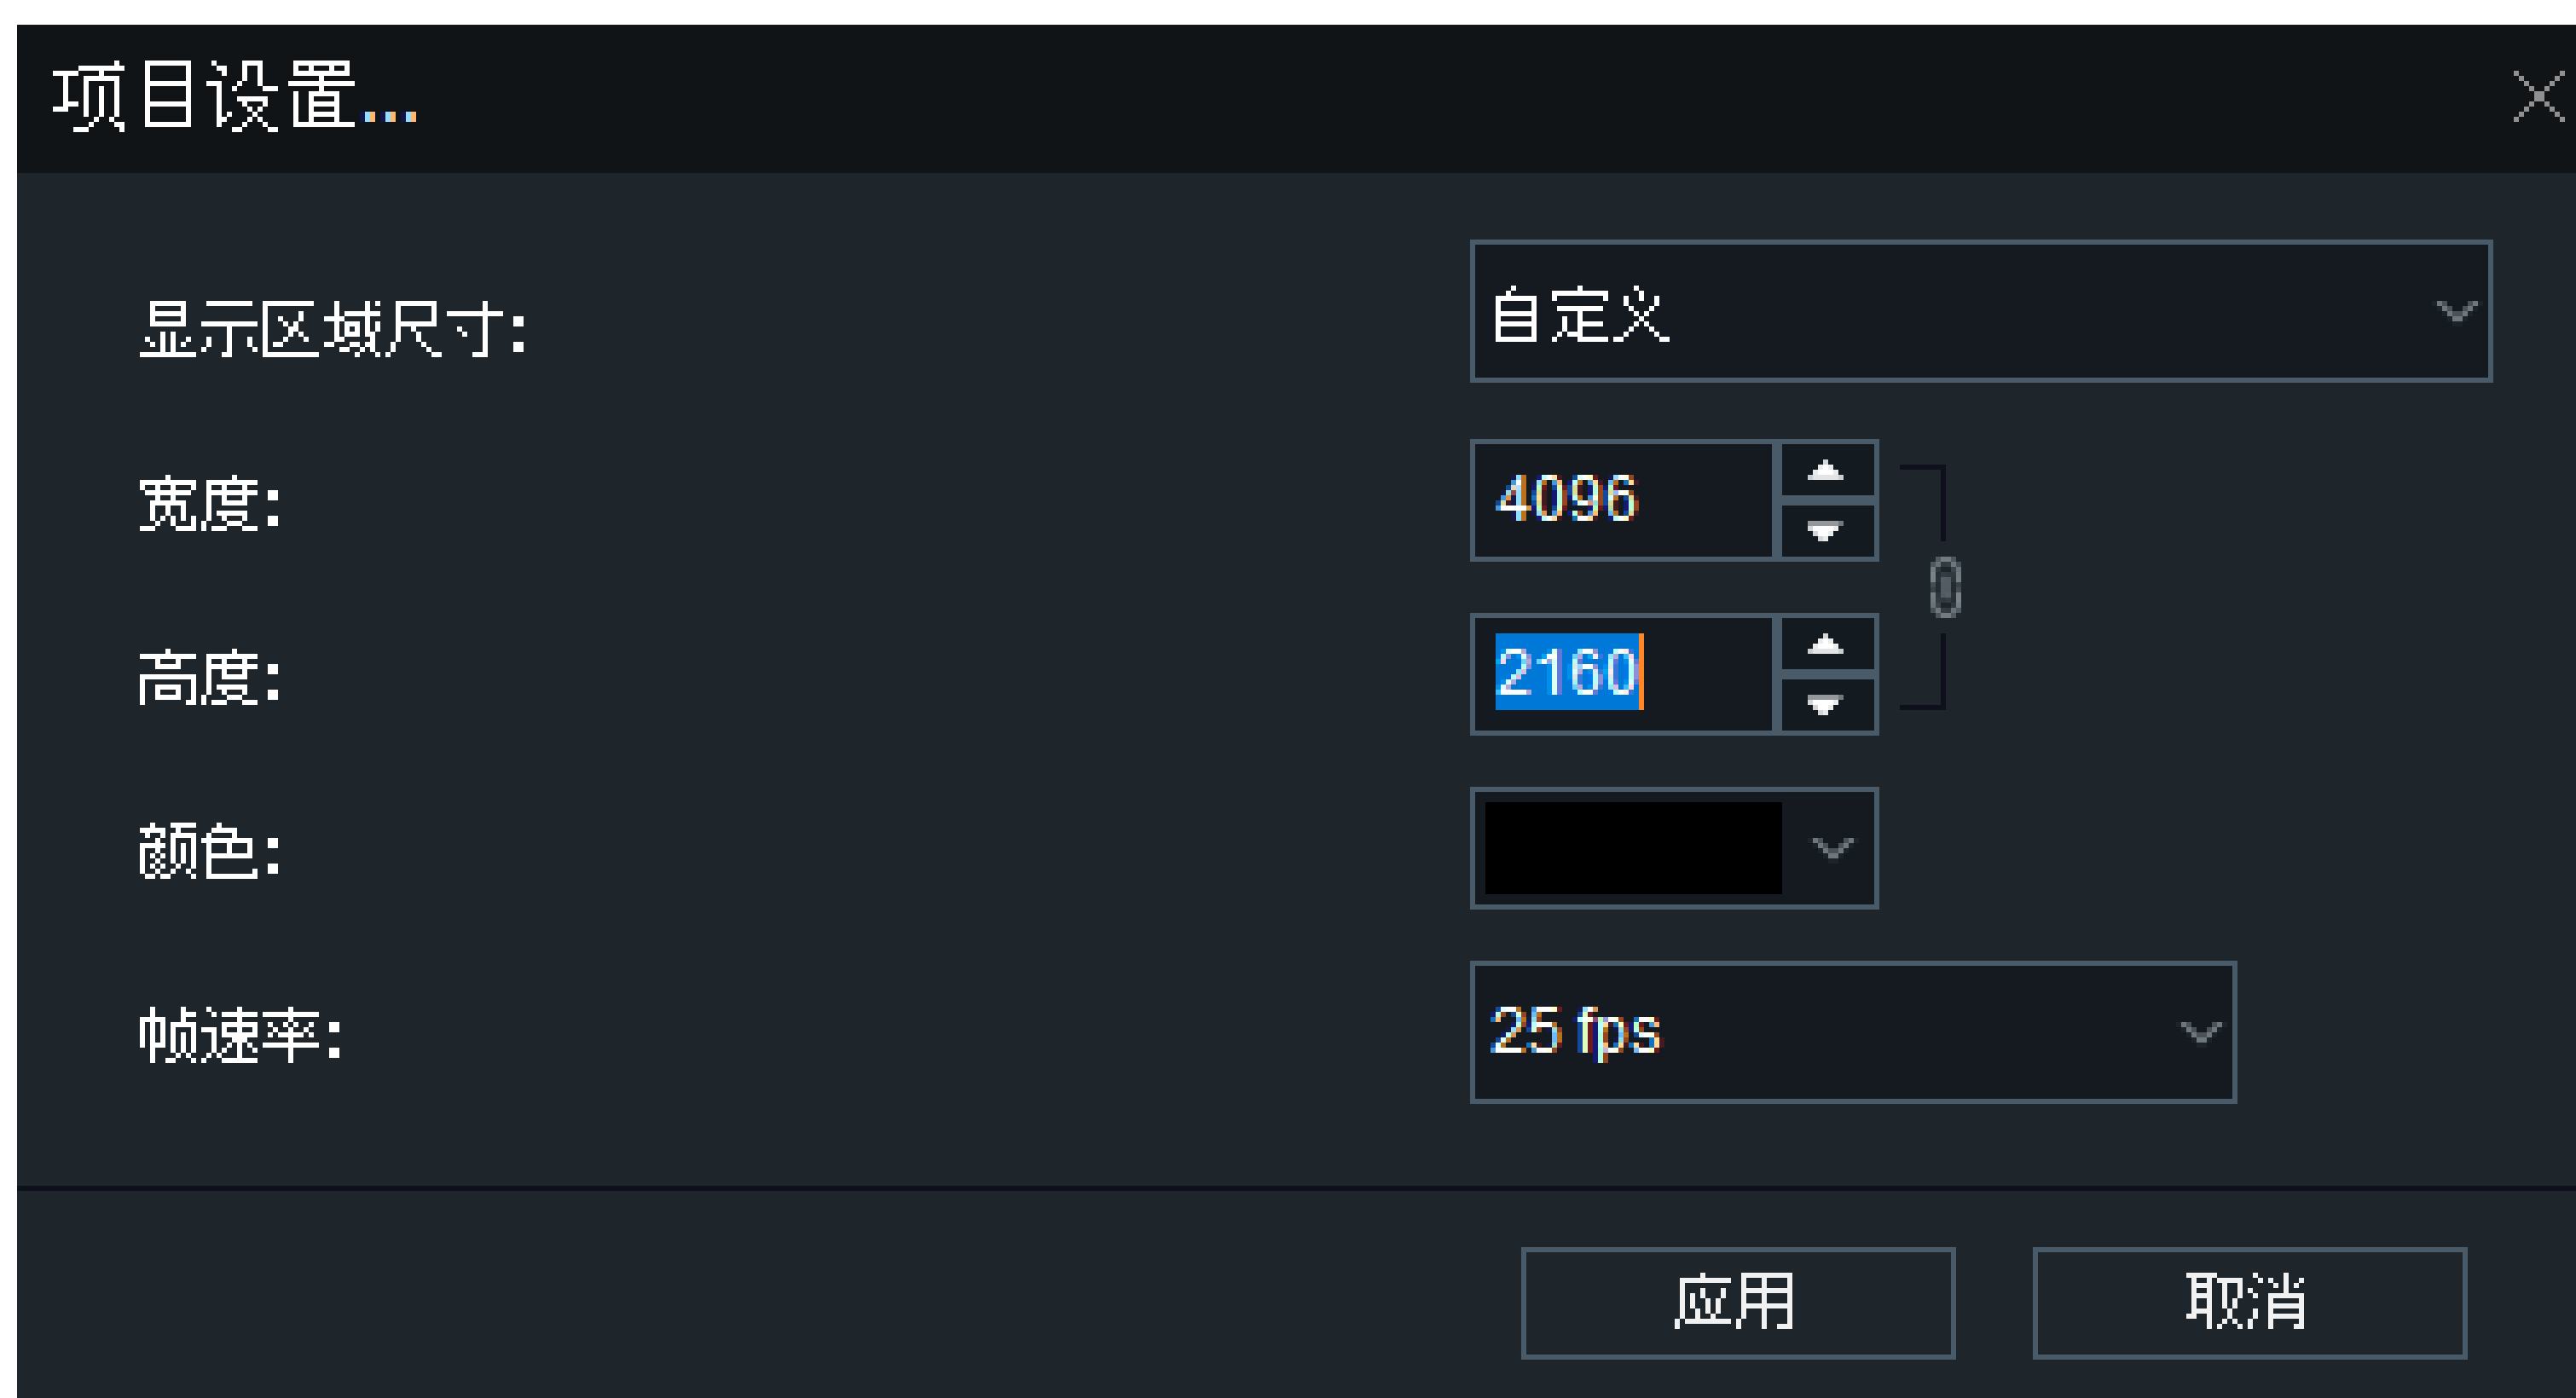 项目设置...
显示区域尺寸: 自定义
宽度: 4096
高度: 2160
颜色:
帧速率: 25 fps
应用 取消